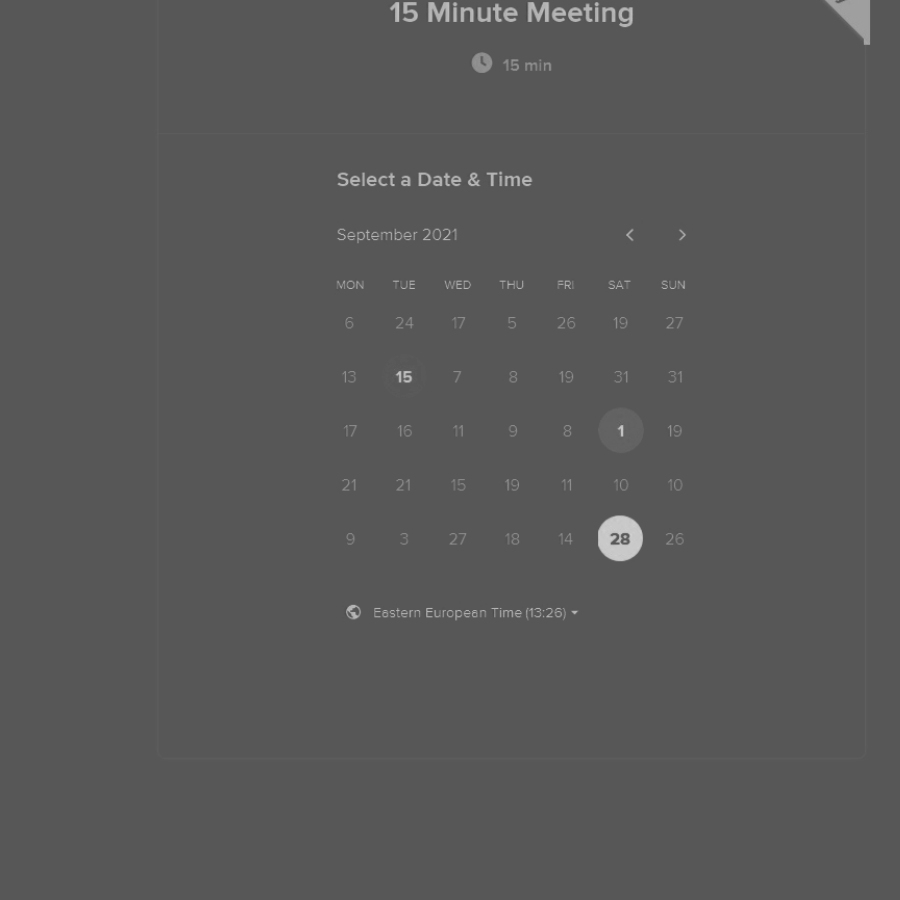 15 Minute Meeting
15 min
Select a Date & Time
September 2021
MON TUE WED THU FRI SAT SUN
6 24 17 5 26 19 27
13 15 7 8 19 31 31
17 16 11 9 8 1 19
21 21 15 19 11 10 10
9 3 27 18 14 28 26
Eastern European Time (13:26)